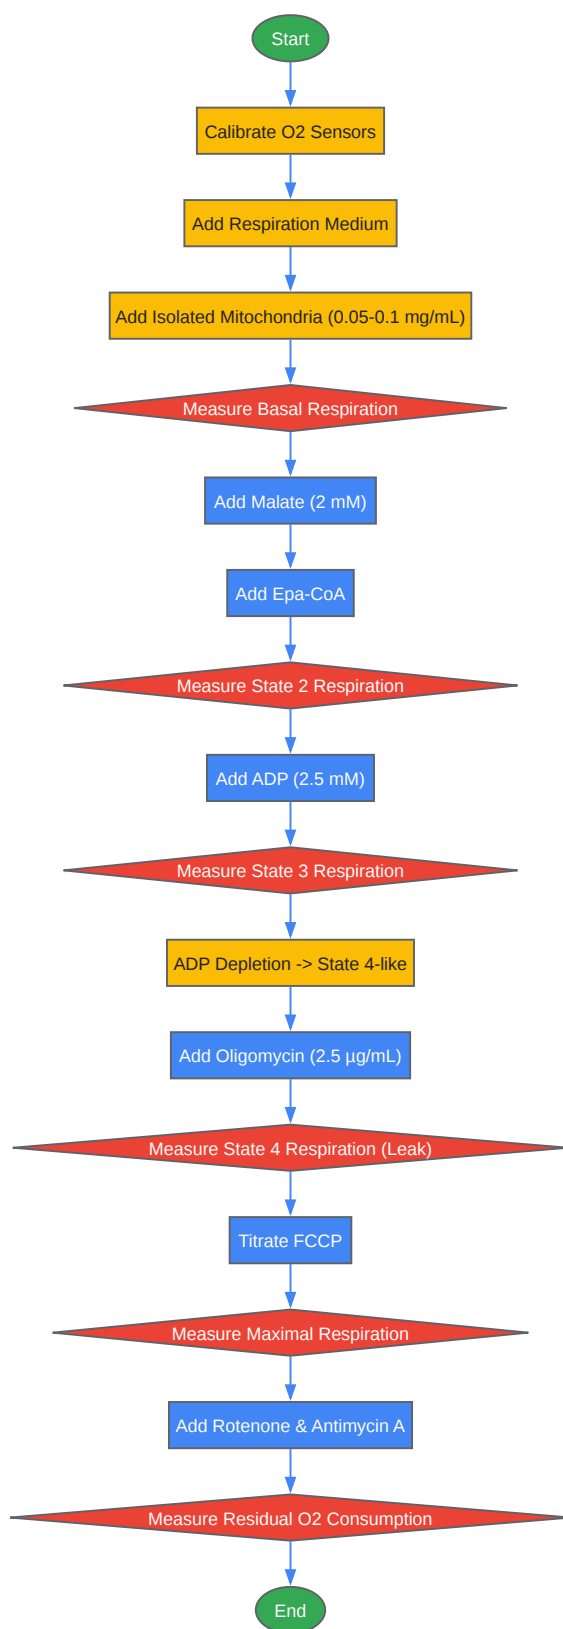 Start
Calibrate O2 Sensors
Add Respiration Medium
Add Isolated Mitochondria (0.05-0.1 mg/mL)
Measure Basal Respiration
Add Malate (2 mM)
Add Epa-CoA
Measure State 2 Respiration
Add ADP (2.5 mM)
Measure State 3 Respiration
ADP Depletion -> State 4-like
Add Oligomycin (2.5 µg/mL)
Measure State 4 Respiration (Leak)
Titrate FCCP
Measure Maximal Respiration
Add Rotenone & Antimycin A
Measure Residual O2 Consumption
End